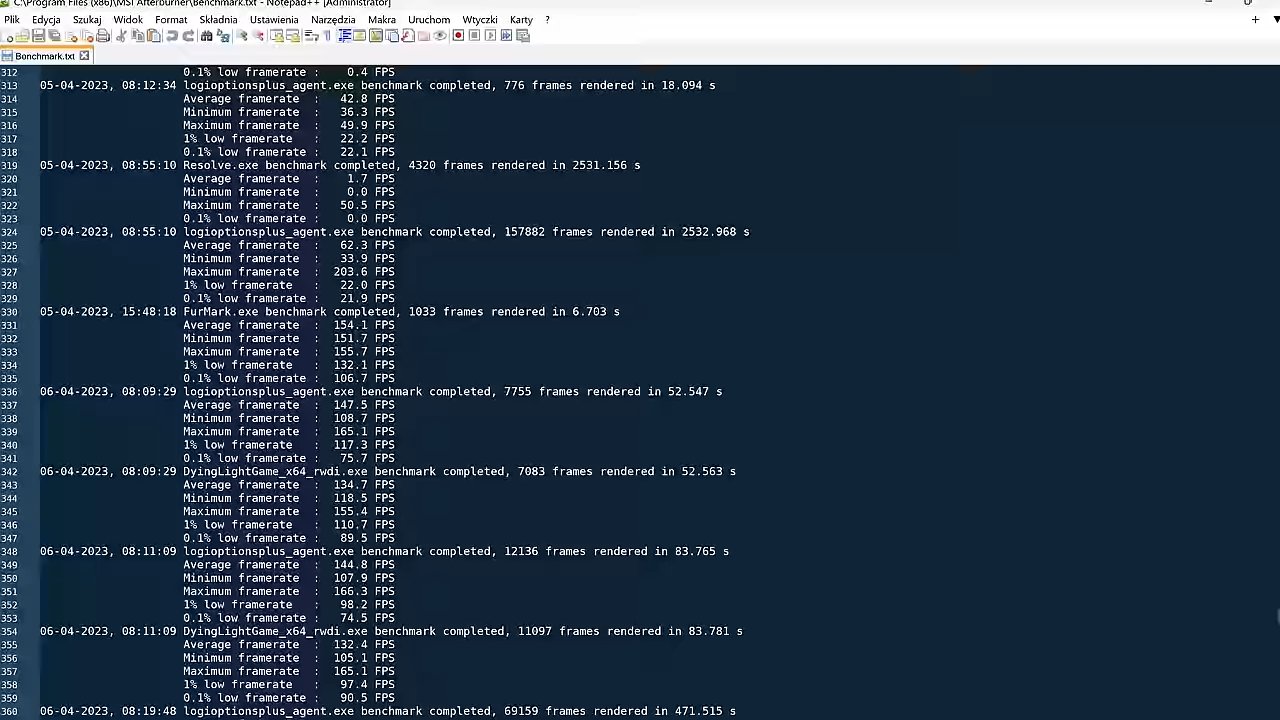 C:\Program Files (x86)\MSI Afterburner\Benchmark.txt - Notepad++ [Administrator]
Plik Edycja Szukaj Widok Format Składnia Ustawienia Narzędzia Makra Uruchom Wtyczki Karty ?
Benchmark.txt
312 0.1% low framerate : 0.4 FPS
313 05-04-2023, 08:12:34 logioptionsplus_agent.exe benchmark completed, 776 frames rendered in 18.094 s
314 Average framerate : 42.8 FPS
315 Minimum framerate : 36.3 FPS
316 Maximum framerate : 49.9 FPS
317 1% low framerate : 22.2 FPS
318 0.1% low framerate : 22.1 FPS
319 05-04-2023, 08:55:10 Resolve.exe benchmark completed, 4320 frames rendered in 2531.156 s
320 Average framerate : 1.7 FPS
321 Minimum framerate : 0.0 FPS
322 Maximum framerate : 50.5 FPS
323 0.1% low framerate : 0.0 FPS
324 05-04-2023, 08:55:10 logioptionsplus_agent.exe benchmark completed, 157882 frames rendered in 2532.968 s
325 Average framerate : 62.3 FPS
326 Minimum framerate : 33.9 FPS
327 Maximum framerate : 203.6 FPS
328 1% low framerate : 22.0 FPS
329 0.1% low framerate : 21.9 FPS
330 05-04-2023, 15:48:18 FurMark.exe benchmark completed, 1033 frames rendered in 6.703 s
331 Average framerate : 154.1 FPS
332 Minimum framerate : 151.7 FPS
333 Maximum framerate : 155.7 FPS
334 1% low framerate : 132.1 FPS
335 0.1% low framerate : 106.7 FPS
336 06-04-2023, 08:09:29 logioptionsplus_agent.exe benchmark completed, 7755 frames rendered in 52.547 s
337 Average framerate : 147.5 FPS
338 Minimum framerate : 108.7 FPS
339 Maximum framerate : 165.1 FPS
340 1% low framerate : 117.3 FPS
341 0.1% low framerate : 75.7 FPS
342 06-04-2023, 08:09:29 DyingLightGame_x64_rwdi.exe benchmark completed, 7083 frames rendered in 52.563 s
343 Average framerate : 134.7 FPS
344 Minimum framerate : 118.5 FPS
345 Maximum framerate : 155.4 FPS
346 1% low framerate : 110.7 FPS
347 0.1% low framerate : 89.5 FPS
348 06-04-2023, 08:11:09 logioptionsplus_agent.exe benchmark completed, 12136 frames rendered in 83.765 s
349 Average framerate : 144.8 FPS
350 Minimum framerate : 107.9 FPS
351 Maximum framerate : 166.3 FPS
352 1% low framerate : 98.2 FPS
353 0.1% low framerate : 74.5 FPS
354 06-04-2023, 08:11:09 DyingLightGame_x64_rwdi.exe benchmark completed, 11097 frames rendered in 83.781 s
355 Average framerate : 132.4 FPS
356 Minimum framerate : 105.1 FPS
357 Maximum framerate : 165.1 FPS
358 1% low framerate : 97.4 FPS
359 0.1% low framerate : 90.5 FPS
360 06-04-2023, 08:19:48 logioptionsplus_agent.exe benchmark completed, 69159 frames rendered in 471.515 s